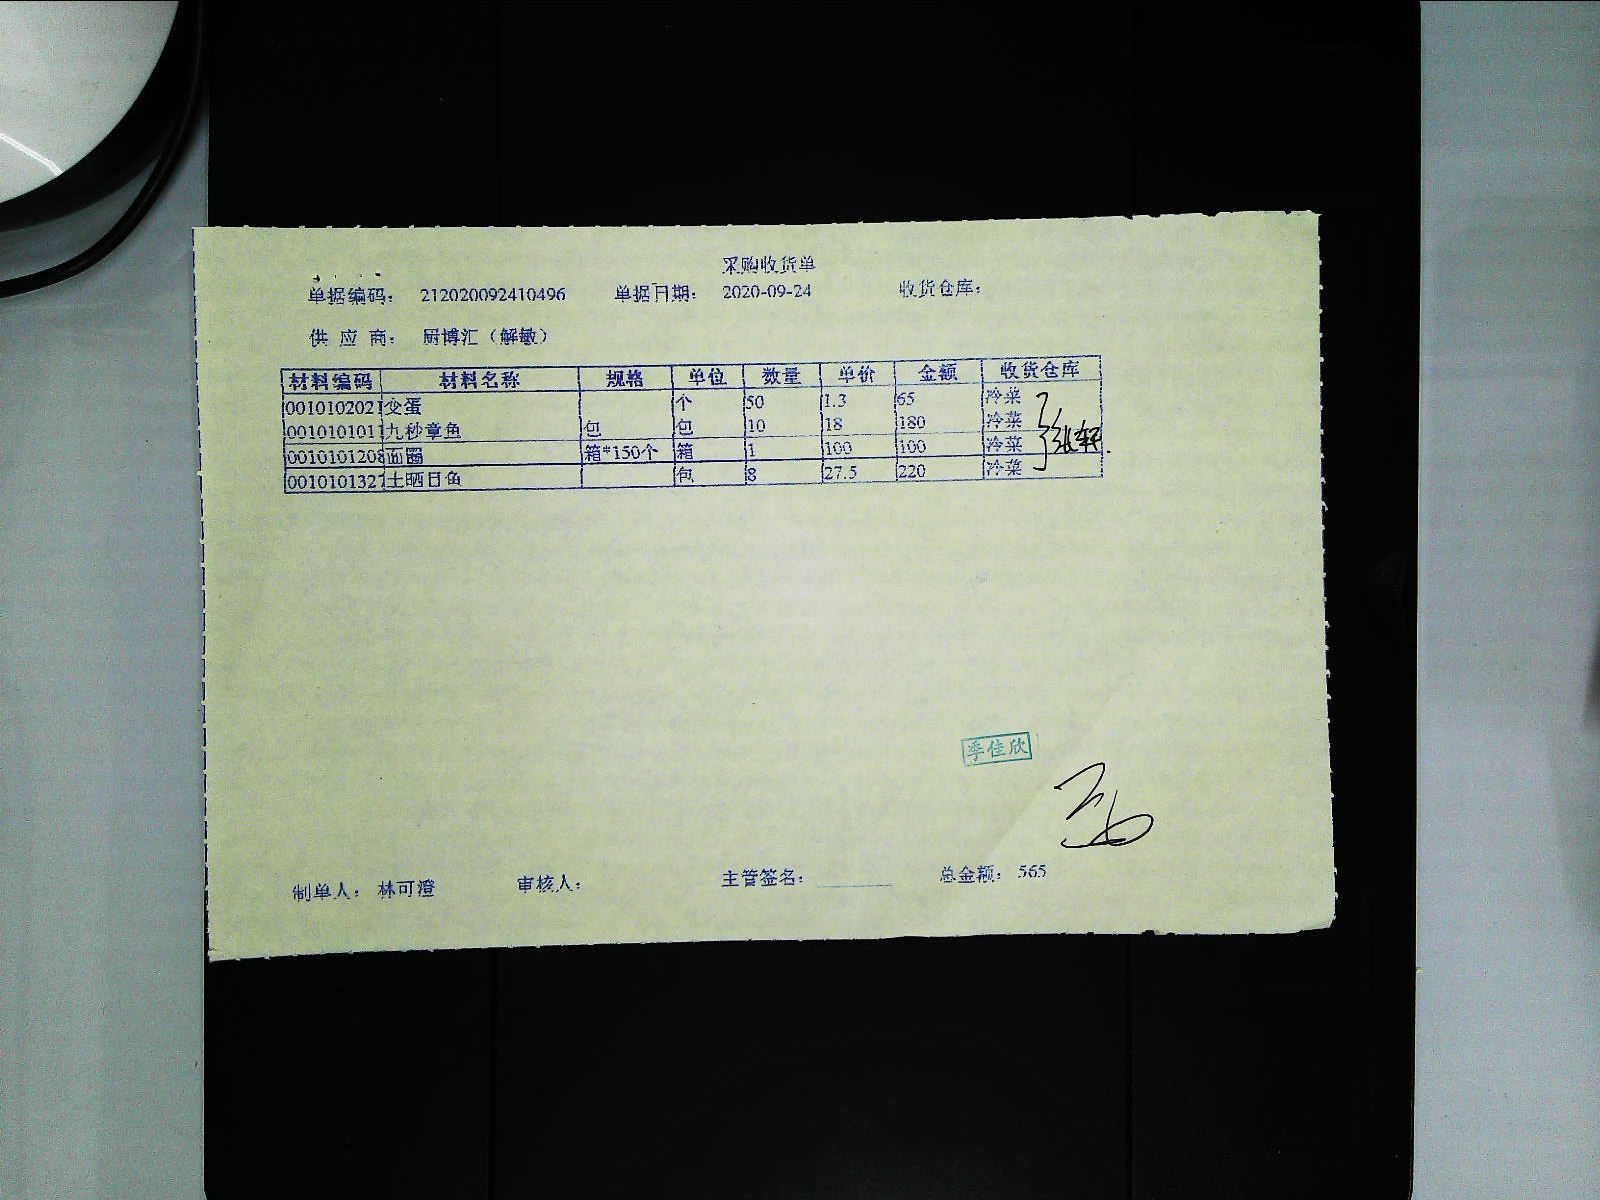 采购收货单
单据编码： 212020092410496 单据日期： 2020-09-24 收货仓库：
供 应 商： 厨博汇（解敏）
材料编码 材料名称 规格 单位 数量 单价 金额 收货仓库
0010102021 变蛋 个 50 1.3 65 冷菜
0010101011 九秒章鱼 包 包 10 18 180 冷菜
0010101208 面圈 箱*150个 箱 1 100 100 冷菜
0010101327 土晒目鱼 包 8 27.5 220 冷菜
季佳欣
制单人： 林可澄 审核人： 主管签名： 总金额： 565